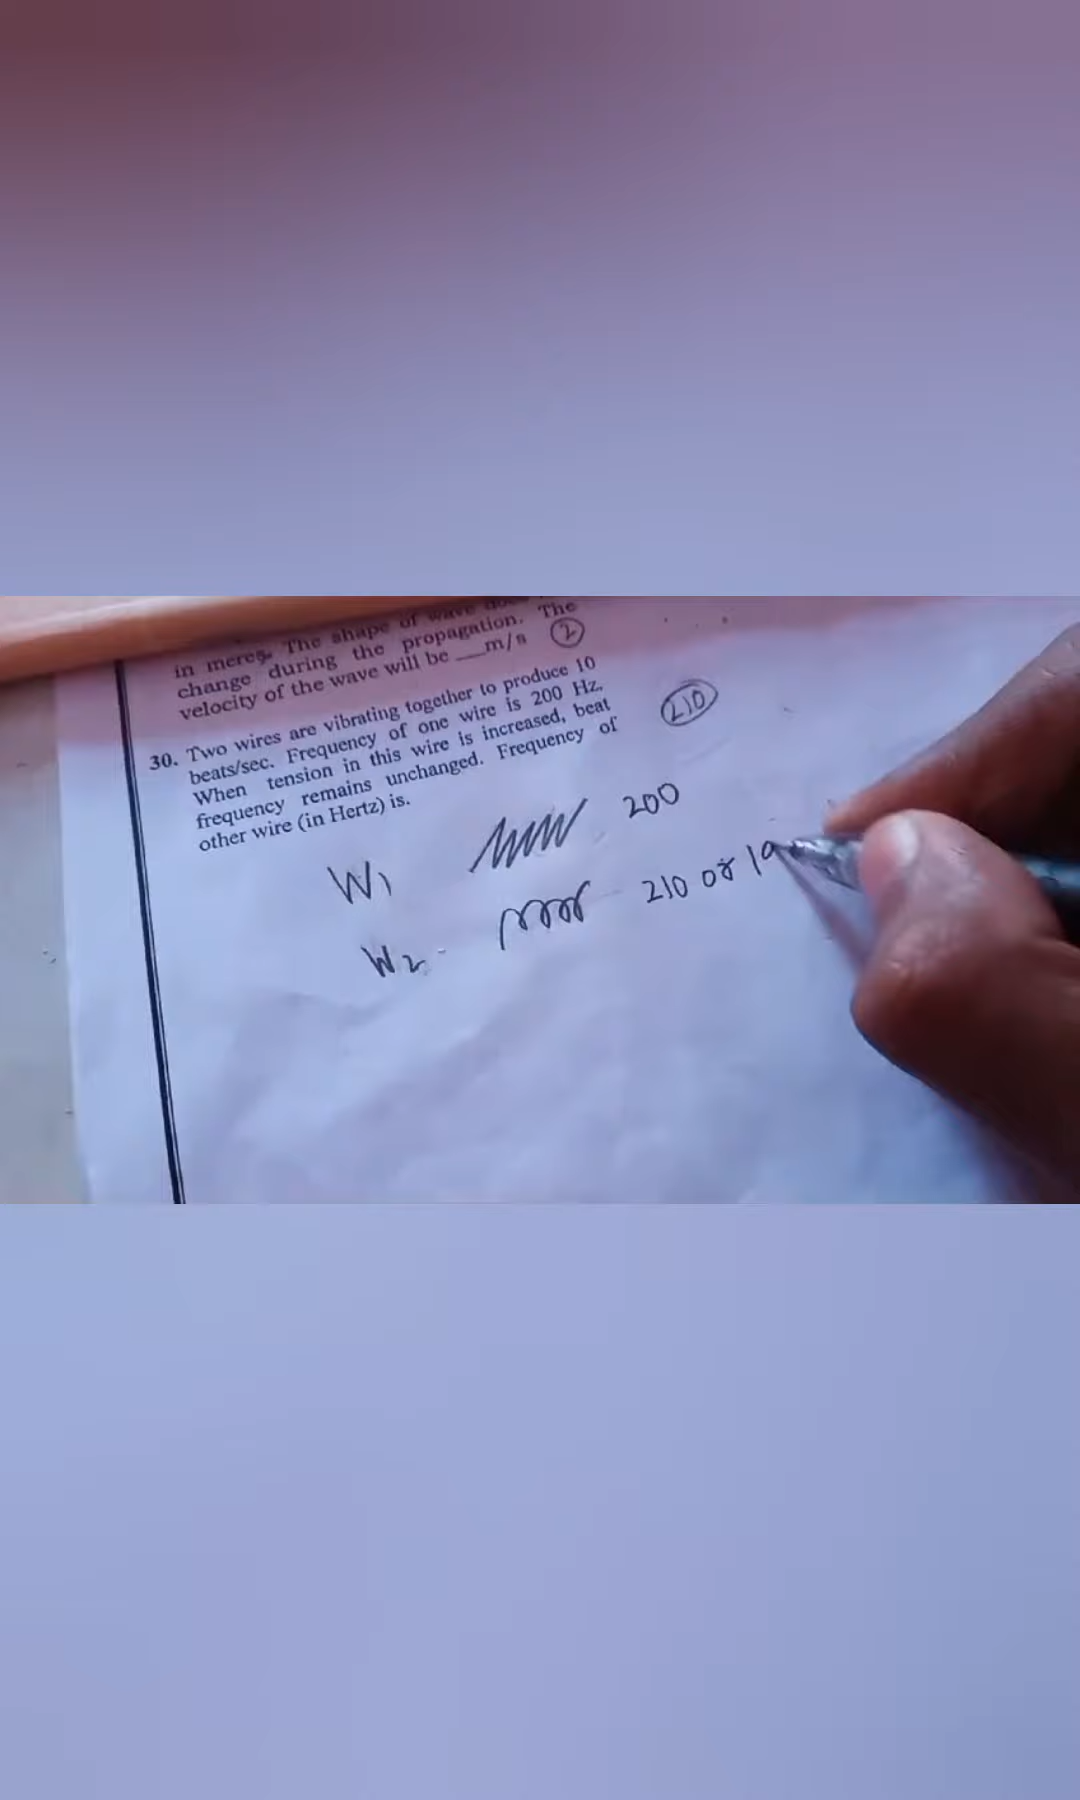 in meres. The shape of wave
change during the propagation. The
velocity of the wave will be __m/s 2
30. Two wires are vibrating together to produce 10
beats/sec. Frequency of one wire is 200 Hz.
When tension in this wire is increased, beat
frequency remains unchanged. Frequency of
other wire (in Hertz) is.
210
W1 200
W2 210 or 19